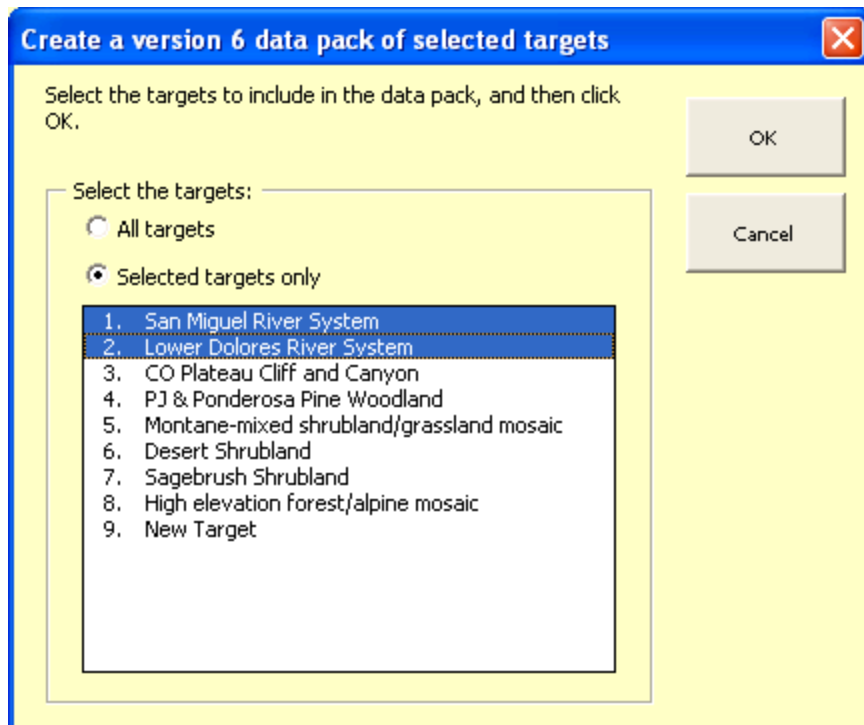 Create a version 6 data pack of selected targets
Select the targets to include in the data pack, and then click
OK.
OK
Cancel
Select the targets:
All targets
Selected targets only
1. San Miguel River System
2. Lower Dolores River System
3. CO Plateau Cliff and Canyon
4. PJ & Ponderosa Pine Woodland
5. Montane-mixed shrubland/grassland mosaic
6. Desert Shrubland
7. Sagebrush Shrubland
8. High elevation forest/alpine mosaic
9. New Target